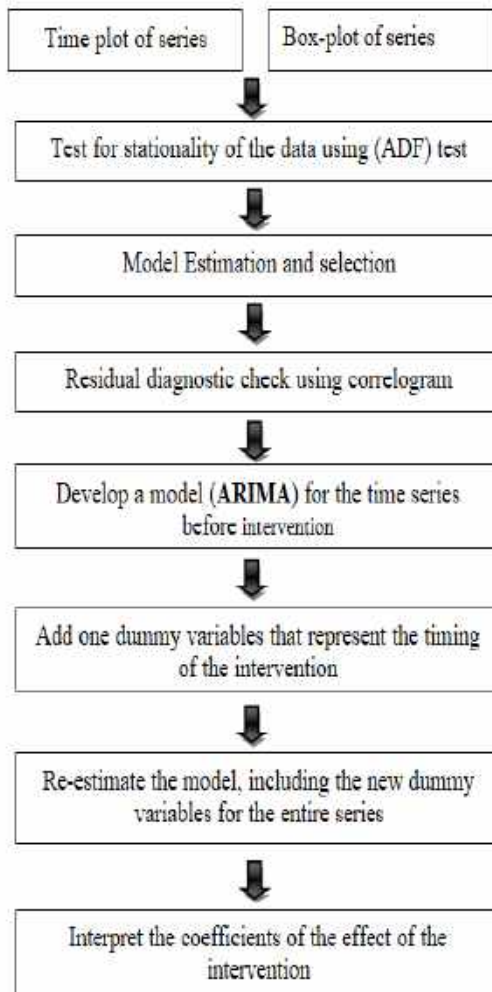 Time plot of series
Box-plot of series
Test for stationality of the data using (ADF) test
Model Estimation and selection
Residual diagnostic check using correlogram
Develop a model (ARIMA) for the time series
before intervention
Add one dummy variables that represent the timing
of the intervention
Re-estimate the model, including the new dummy
variables for the entire series
Interpret the coefficients of the effect of the
intervention